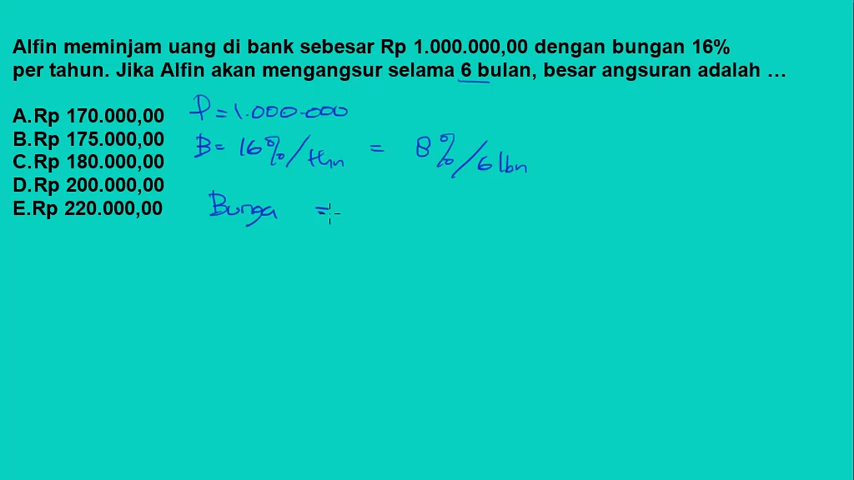 Alfin meminjam uang di bank sebesar Rp 1.000.000,00 dengan bungan 16%
per tahun. Jika Alfin akan mengangsur selama 6 bulan, besar angsuran adalah …
A.Rp 170.000,00
B.Rp 175.000,00
C.Rp 180.000,00
D.Rp 200.000,00
E.Rp 220.000,00
P = 1.000.000
B = 16%/thn = 8%/6 lbn
Bunga =